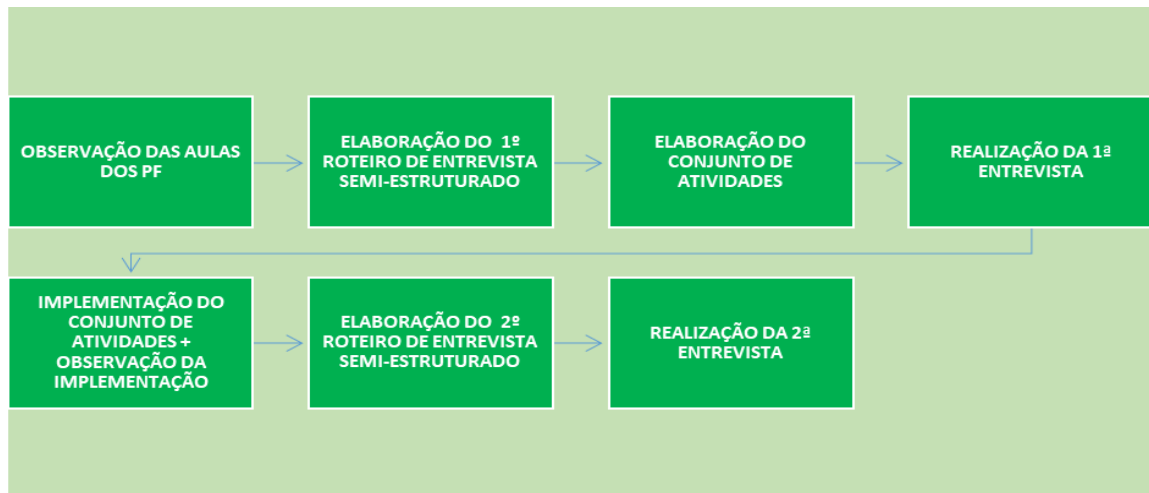 OBSERVAÇÃO DAS AULAS
DOS PF
ELABORAÇÃO DO 1º
ROTEIRO DE ENTREVISTA
SEMI-ESTRUTURADO
ELABORAÇÃO DO
CONJUNTO DE
ATIVIDADES
REALIZAÇÃO DA 1ª
ENTREVISTA
IMPLEMENTAÇÃO DO
CONJUNTO DE
ATIVIDADES +
OBSERVAÇÃO DA
IMPLEMENTAÇÃO
ELABORAÇÃO DO 2º
ROTEIRO DE ENTREVISTA
SEMI-ESTRUTURADO
REALIZAÇÃO DA 2ª
ENTREVISTA